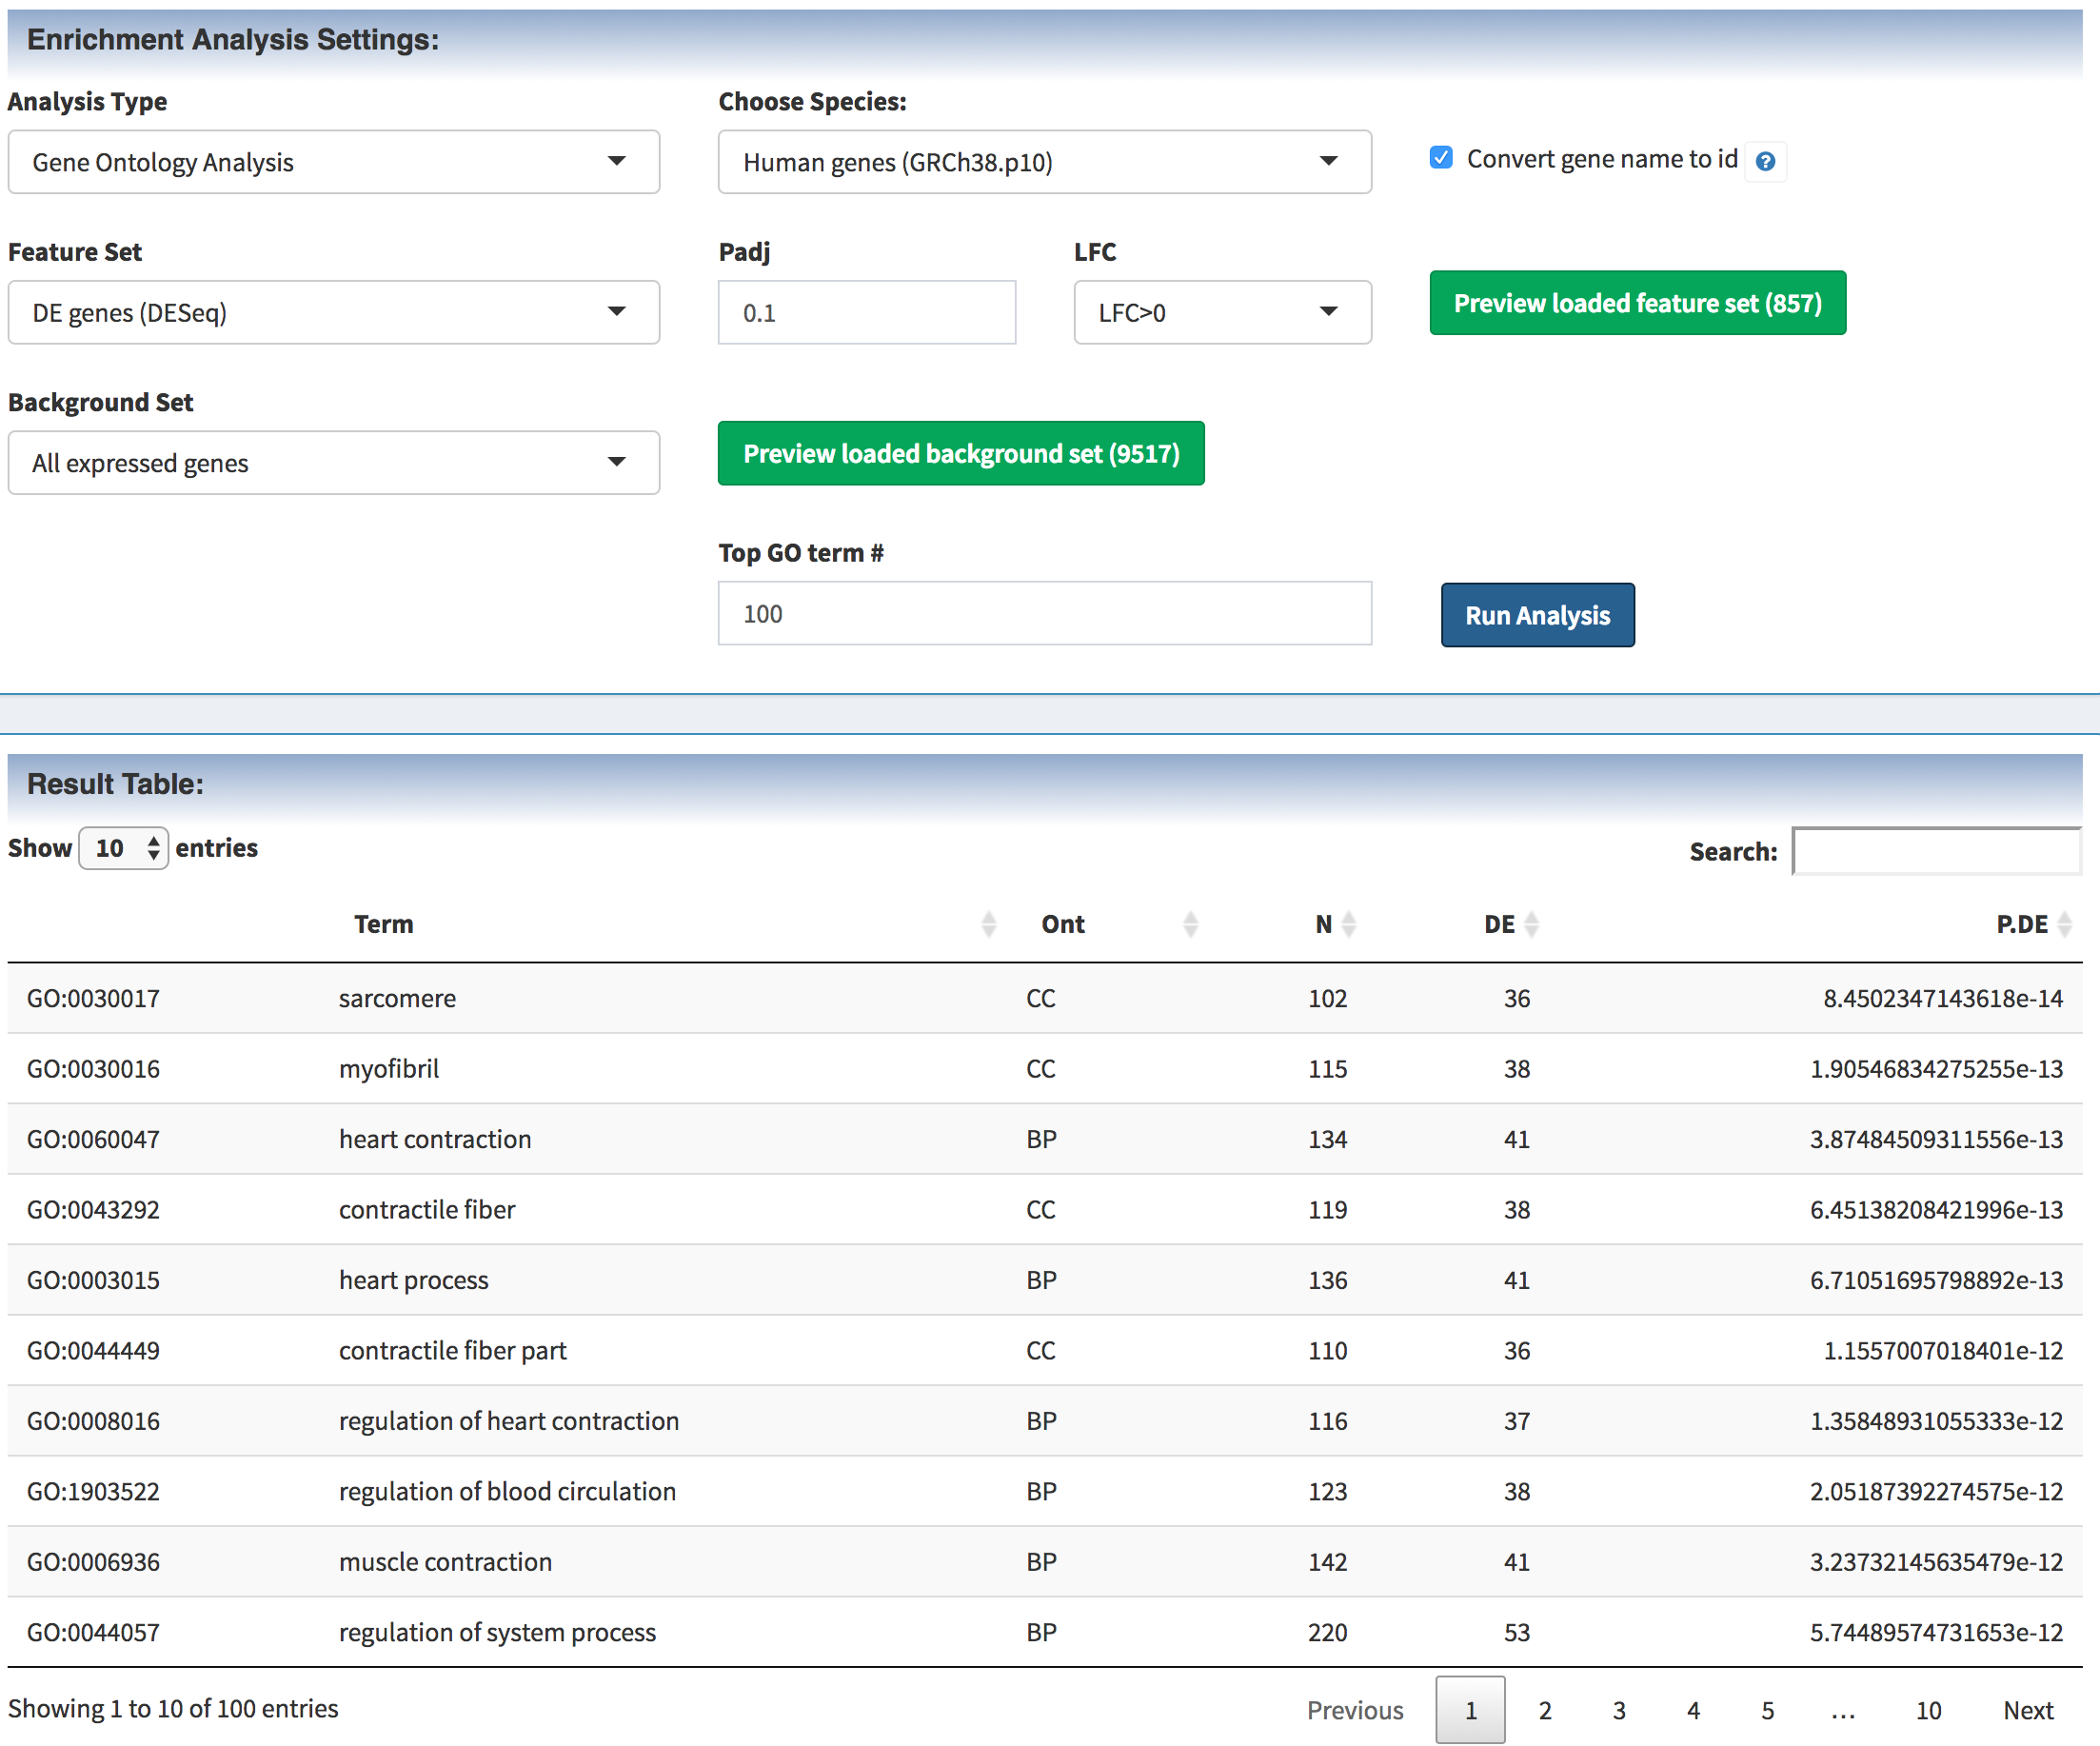 Enrichment Analysis Settings:
Analysis Type
Choose Species:
Gene Ontology Analysis
Human genes (GRCh38.p10)
Convert gene name to id ?
Feature Set
Padj
LFC
DE genes (DESeq)
0.1
LFC>0
Preview loaded feature set (857)
Background Set
All expressed genes
Preview loaded background set (9517)
Top GO term #
100
Run Analysis
Result Table:
Show 10 entries
Search:
Term Ont N DE P.DE
GO:0030017 sarcomere CC 102 36 8.4502347143618e-14
GO:0030016 myofibril CC 115 38 1.90546834275255e-13
GO:0060047 heart contraction BP 134 41 3.87484509311556e-13
GO:0043292 contractile fiber CC 119 38 6.45138208421996e-13
GO:0003015 heart process BP 136 41 6.71051695798892e-13
GO:0044449 contractile fiber part CC 110 36 1.1557007018401e-12
GO:0008016 regulation of heart contraction BP 116 37 1.35848931055333e-12
GO:1903522 regulation of blood circulation BP 123 38 2.05187392274575e-12
GO:0006936 muscle contraction BP 142 41 3.23732145635479e-12
GO:0044057 regulation of system process BP 220 53 5.74489574731653e-12
Showing 1 to 10 of 100 entries
Previous 1 2 3 4 5 ... 10 Next